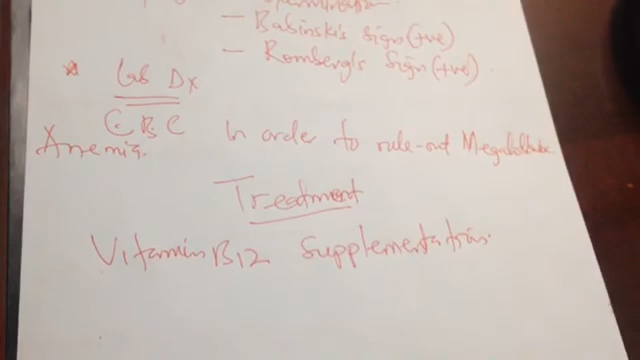 — Babinski's sign (+ve)
— Romberg's Sign (+ve).
* Lab Dx
CBC In order to rule-out Megaloblastic
Anemia.
Treatment
Vitamin B12 Supplementation.